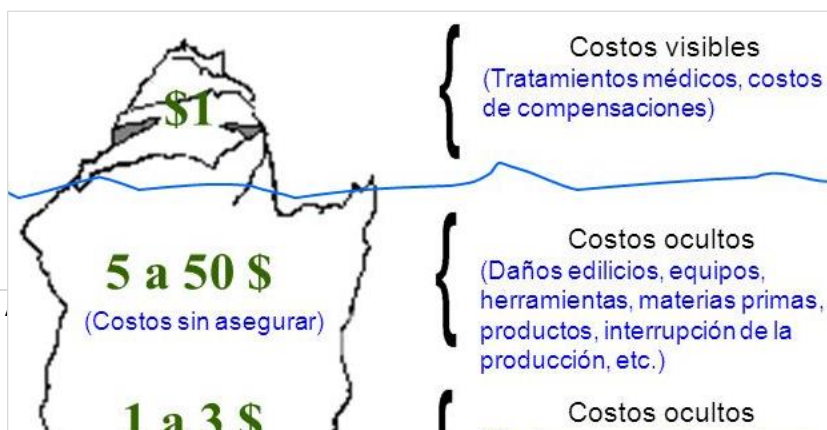 Costos visibles
(Tratamientos médicos, costos
de compensaciones)
$1
Costos ocultos
(Daños edilicios, equipos,
herramientas, materias primas,
productos, interrupción de la
producción, etc.)
5 a 50 $
(Costos sin asegurar)
1 a 3 $
Costos ocultos